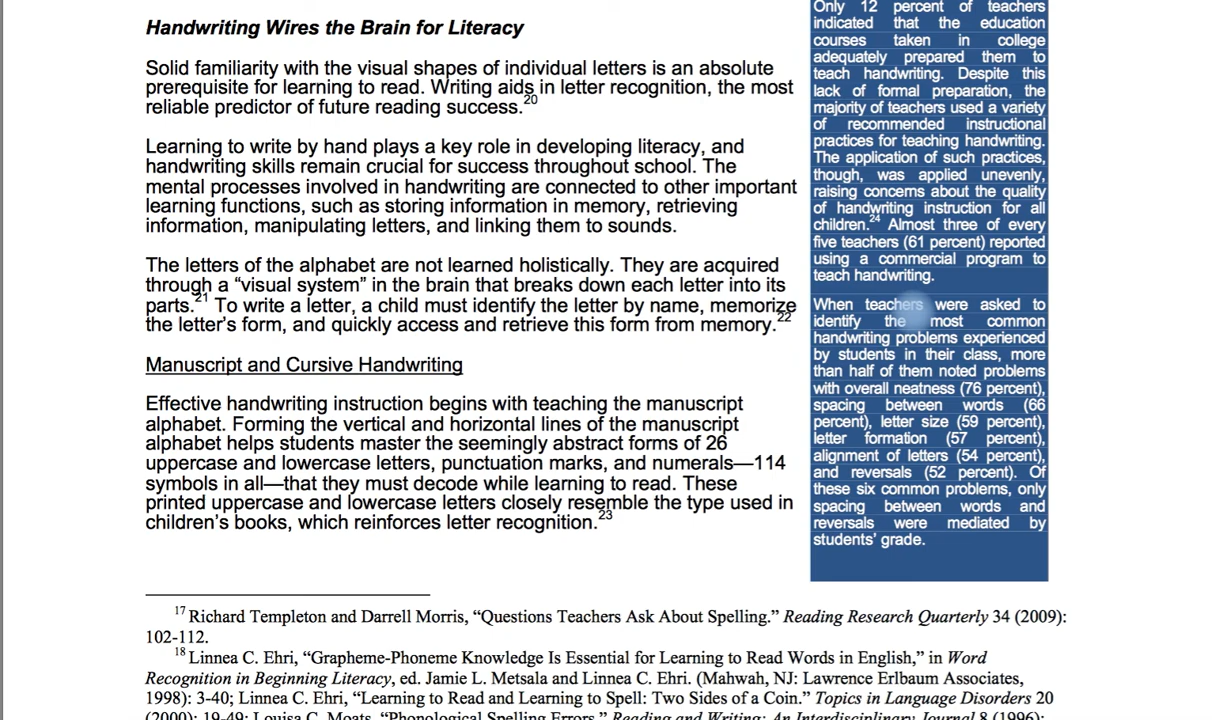 Handwriting Wires the Brain for Literacy
Solid familiarity with the visual shapes of individual letters is an absolute
prerequisite for learning to read. Writing aids in letter recognition, the most
reliable predictor of future reading success.20
Learning to write by hand plays a key role in developing literacy, and
handwriting skills remain crucial for success throughout school. The
mental processes involved in handwriting are connected to other important
learning functions, such as storing information in memory, retrieving
information, manipulating letters, and linking them to sounds.
The letters of the alphabet are not learned holistically. They are acquired
through a “visual system” in the brain that breaks down each letter into its
parts.21 To write a letter, a child must identify the letter by name, memorize
the letter’s form, and quickly access and retrieve this form from memory.22
Manuscript and Cursive Handwriting
Effective handwriting instruction begins with teaching the manuscript
alphabet. Forming the vertical and horizontal lines of the manuscript
alphabet helps students master the seemingly abstract forms of 26
uppercase and lowercase letters, punctuation marks, and numerals—114
symbols in all—that they must decode while learning to read. These
printed uppercase and lowercase letters closely resemble the type used in
children’s books, which reinforces letter recognition.23
Only 12 percent of teachers
indicated that the education
courses taken in college
adequately prepared them to
teach handwriting. Despite this
lack of formal preparation, the
majority of teachers used a variety
of recommended instructional
practices for teaching handwriting.
The application of such practices,
though, was applied unevenly,
raising concerns about the quality
of handwriting instruction for all
children.24 Almost three of every
five teachers (61 percent) reported
using a commercial program to
teach handwriting.
When teachers were asked to
identify the most common
handwriting problems experienced
by students in their class, more
than half of them noted problems
with overall neatness (76 percent),
spacing between words (66
percent), letter size (59 percent),
letter formation (57 percent),
alignment of letters (54 percent),
and reversals (52 percent). Of
these six common problems, only
spacing between words and
reversals were mediated by
students’ grade.
17 Richard Templeton and Darrell Morris, “Questions Teachers Ask About Spelling.” Reading Research Quarterly 34 (2009):
102-112.
18 Linnea C. Ehri, “Grapheme-Phoneme Knowledge Is Essential for Learning to Read Words in English,” in Word
Recognition in Beginning Literacy, ed. Jamie L. Metsala and Linnea C. Ehri. (Mahwah, NJ: Lawrence Erlbaum Associates,
1998): 3-40; Linnea C. Ehri, “Learning to Read and Learning to Spell: Two Sides of a Coin.” Topics in Language Disorders 20
(2000): 19-49; Louisa C. Moats, “Phonological Spelling Errors,” Reading and Writing: An Interdisciplinary Journal 8 (1996):